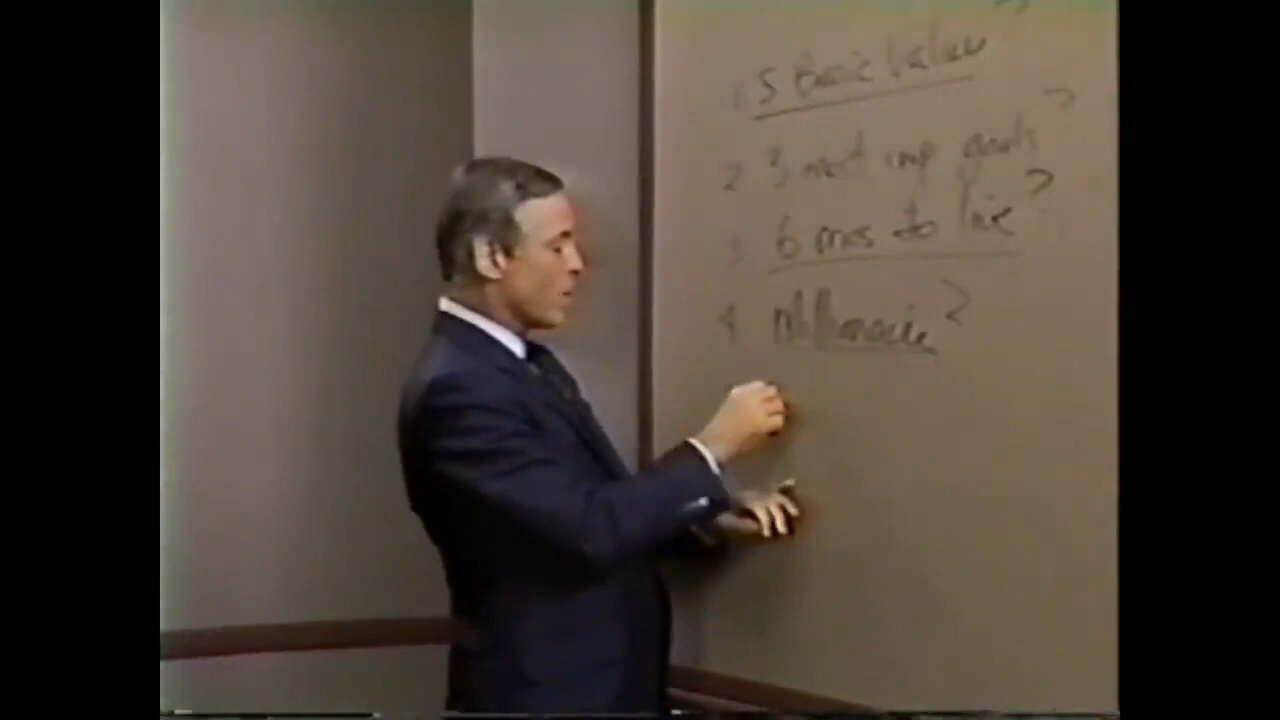 1 5 Basic Values
2 3 most imp goals?
3 6 mos to live?
4 Millionaire?